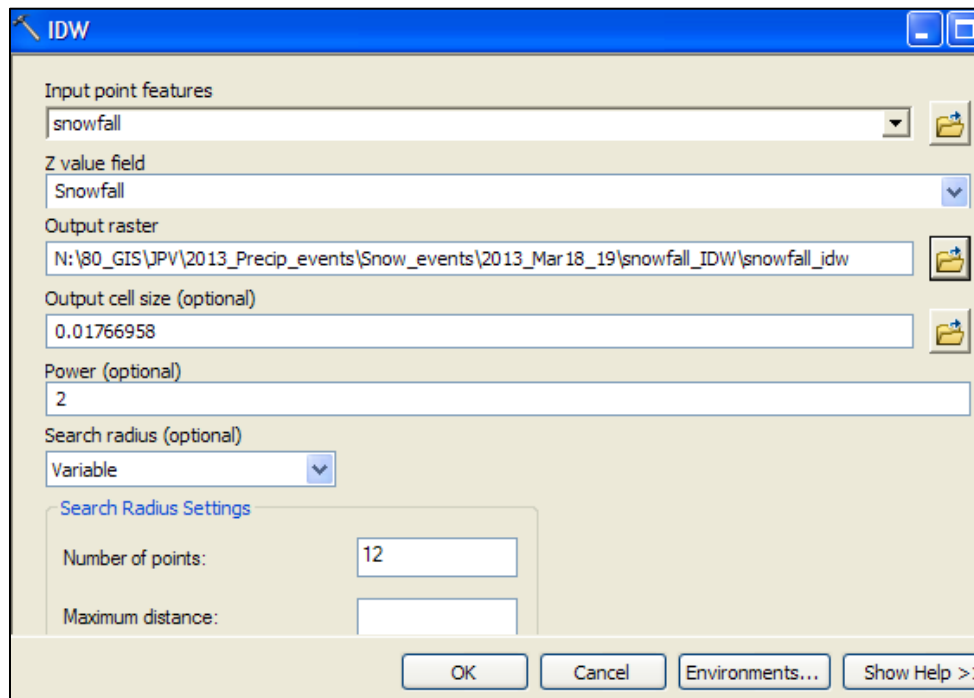 IDW
Input point features
snowfall
Z value field
Snowfall
Output raster
N:\80_GIS\JPV\2013_Precip_events\Snow_events\2013_Mar18_19\snowfall_IDW\snowfall_idw
Output cell size (optional)
0.01766958
Power (optional)
2
Search radius (optional)
Variable
Search Radius Settings
Number of points:
12
Maximum distance:
OK
Cancel
Environments...
Show Help >